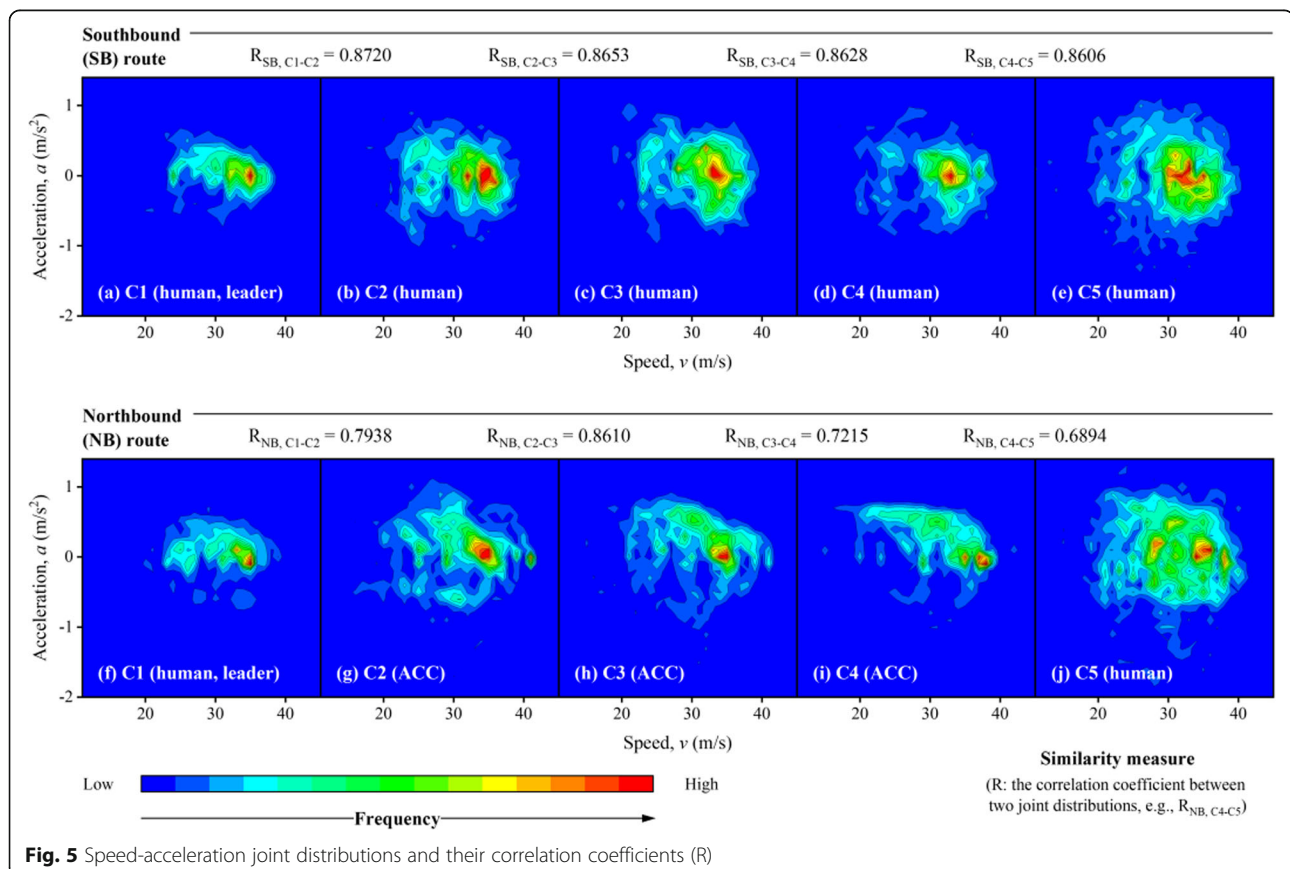 Southbound
(SB) route
R_SB, C1-C2 = 0.8720 R_SB, C2-C3 = 0.8653 R_SB, C3-C4 = 0.8628 R_SB, C4-C5 = 0.8606
Acceleration, a (m/s²)
1
0
-1
-2
(a) C1 (human, leader) (b) C2 (human) (c) C3 (human) (d) C4 (human) (e) C5 (human)
20 30 40 20 30 40 20 30 40 20 30 40 20 30 40
Speed, v (m/s)
Northbound
(NB) route
R_NB, C1-C2 = 0.7938 R_NB, C2-C3 = 0.8610 R_NB, C3-C4 = 0.7215 R_NB, C4-C5 = 0.6894
Acceleration, a (m/s²)
1
0
-1
-2
(f) C1 (human, leader) (g) C2 (ACC) (h) C3 (ACC) (i) C4 (ACC) (j) C5 (human)
20 30 40 20 30 40 20 30 40 20 30 40 20 30 40
Speed, v (m/s)
Low High
Frequency
Similarity measure
(R: the correlation coefficient between
two joint distributions, e.g., R_NB, C4-C5)
Fig. 5 Speed-acceleration joint distributions and their correlation coefficients (R)